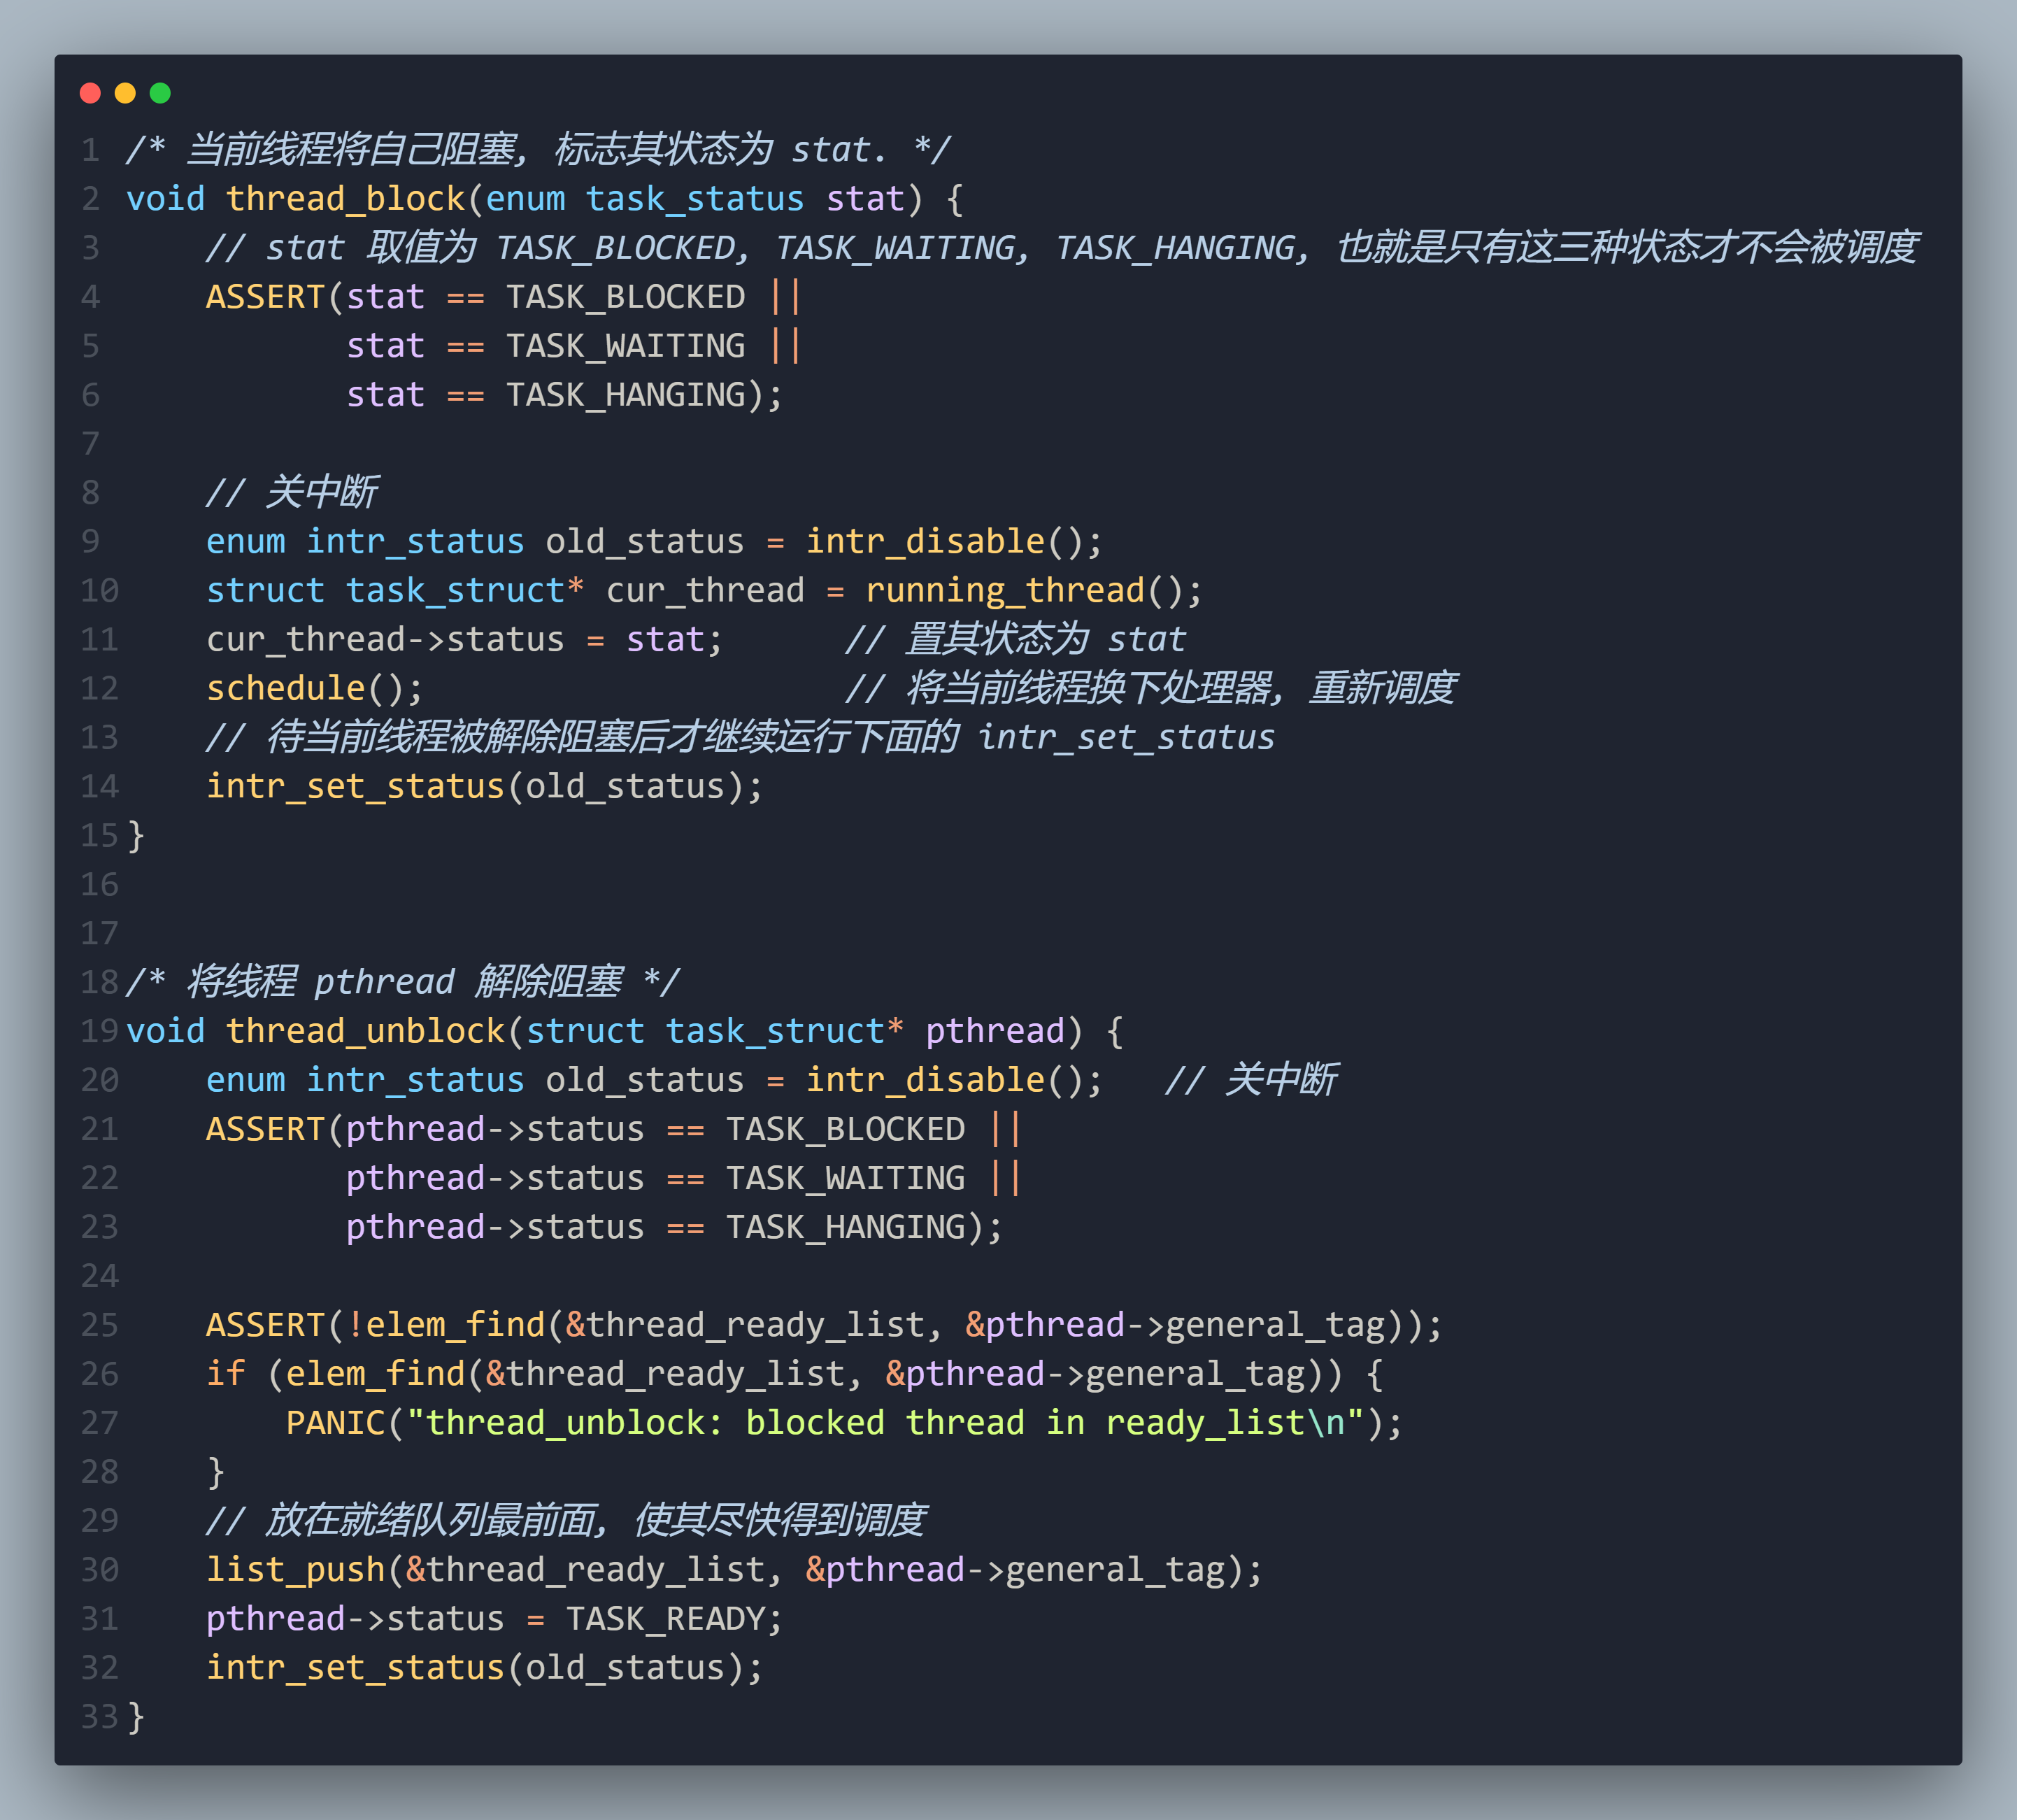 1 /* 当前线程将自己阻塞, 标志其状态为 stat. */
2 void thread_block(enum task_status stat) {
3     // stat 取值为 TASK_BLOCKED, TASK_WAITING, TASK_HANGING, 也就是只有这三种状态才不会被调度
4     ASSERT(stat == TASK_BLOCKED ||
5            stat == TASK_WAITING ||
6            stat == TASK_HANGING);
7
8     // 关中断
9     enum intr_status old_status = intr_disable();
10    struct task_struct* cur_thread = running_thread();
11    cur_thread->status = stat;      // 置其状态为 stat
12    schedule();                     // 将当前线程换下处理器, 重新调度
13    // 待当前线程被解除阻塞后才继续运行下面的 intr_set_status
14    intr_set_status(old_status);
15 }
16
17
18 /* 将线程 pthread 解除阻塞 */
19 void thread_unblock(struct task_struct* pthread) {
20    enum intr_status old_status = intr_disable();   // 关中断
21    ASSERT(pthread->status == TASK_BLOCKED ||
22           pthread->status == TASK_WAITING ||
23           pthread->status == TASK_HANGING);
24
25    ASSERT(!elem_find(&thread_ready_list, &pthread->general_tag));
26    if (elem_find(&thread_ready_list, &pthread->general_tag)) {
27        PANIC("thread_unblock: blocked thread in ready_list\n");
28    }
29    // 放在就绪队列最前面, 使其尽快得到调度
30    list_push(&thread_ready_list, &pthread->general_tag);
31    pthread->status = TASK_READY;
32    intr_set_status(old_status);
33 }